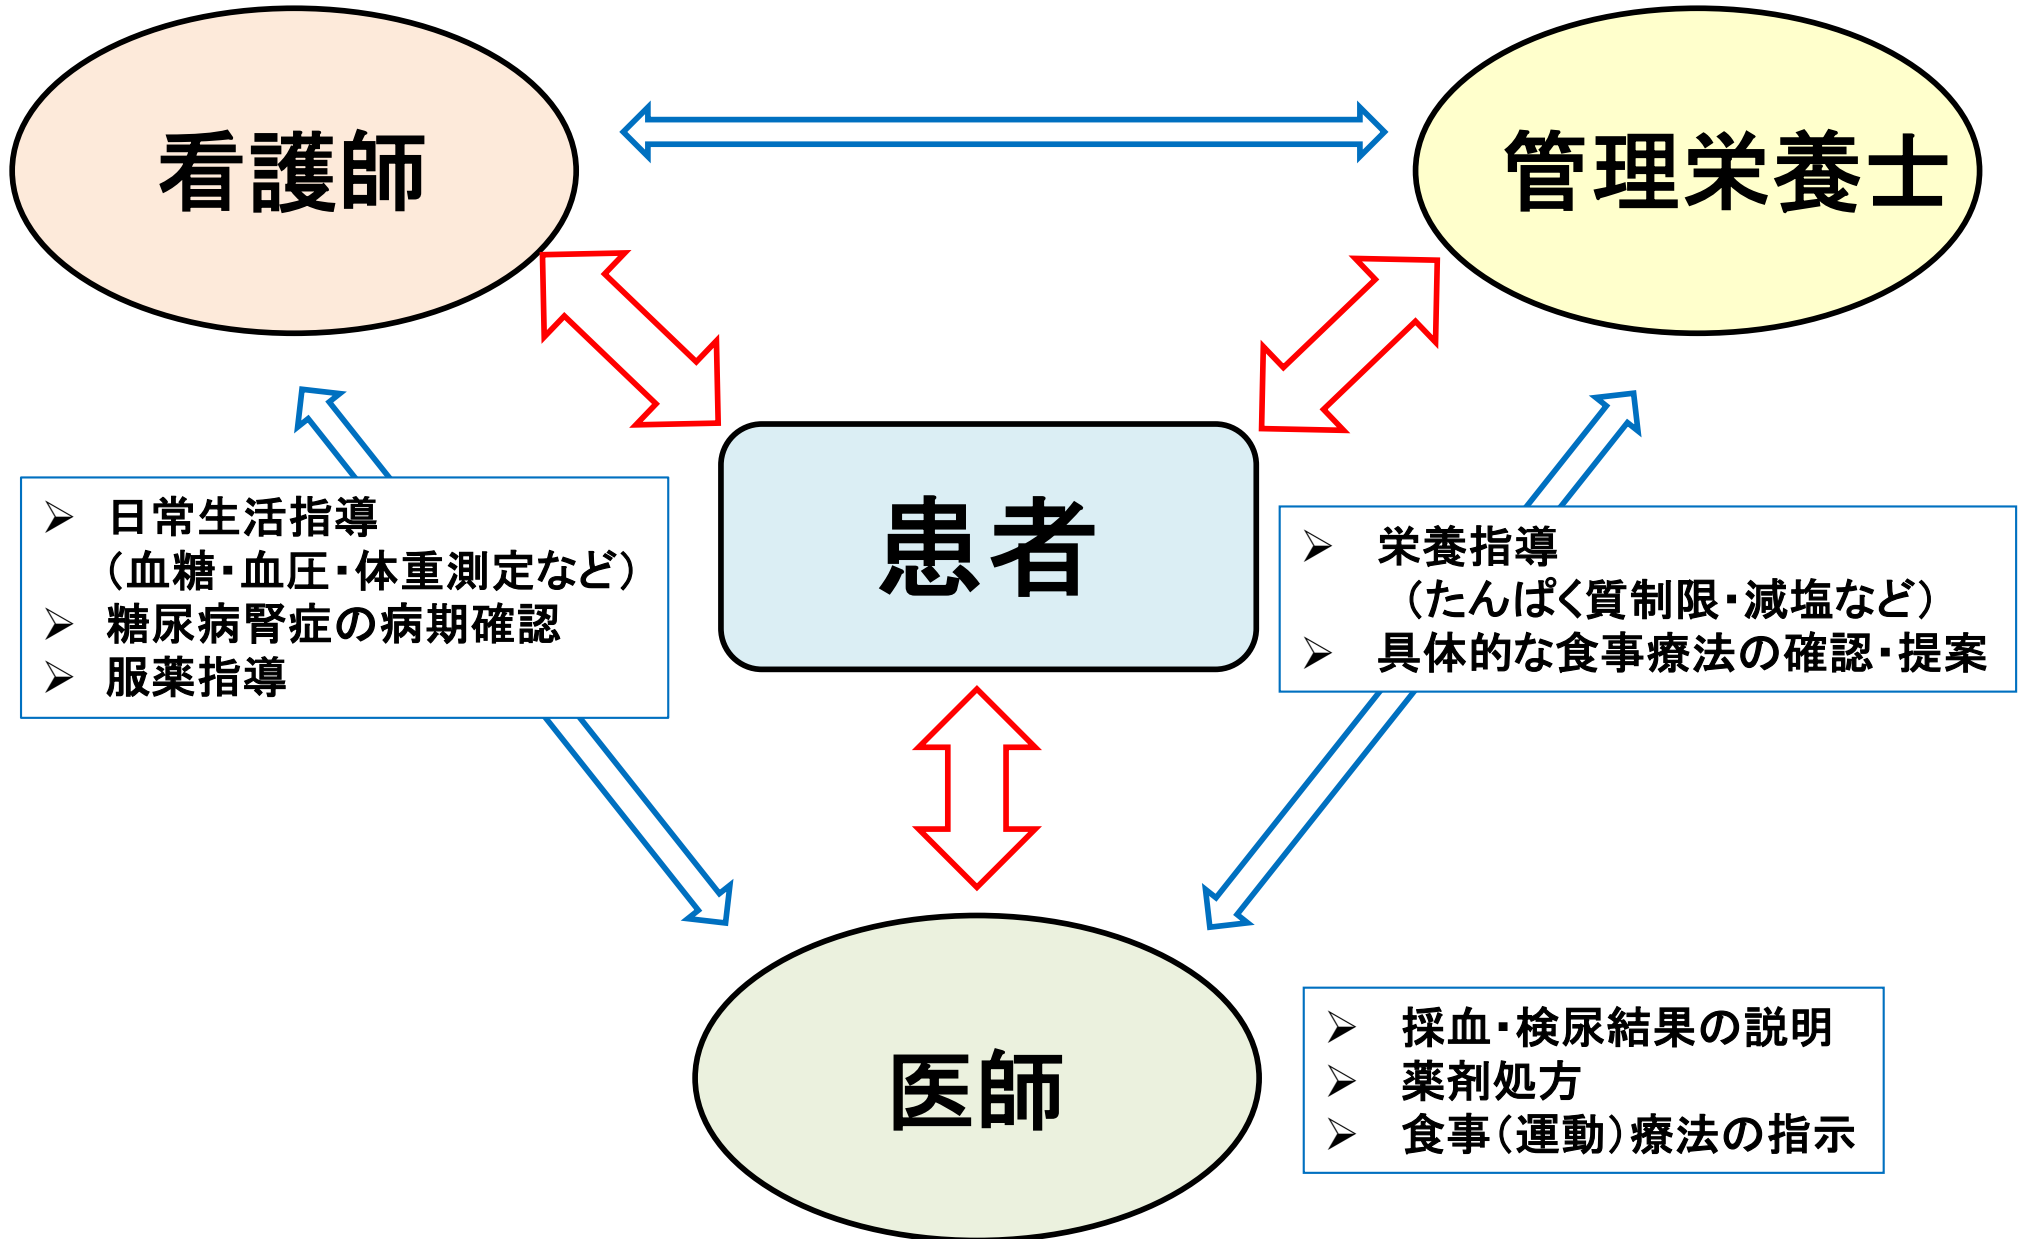 看護師
管理栄養士
患者
➢ 日常生活指導
（血糖・血圧・体重測定など）
➢ 糖尿病腎症の病期確認
➢ 服薬指導
➢ 栄養指導
（たんぱく質制限・減塩など）
➢ 具体的な食事療法の確認・提案
医師
➢ 採血・検尿結果の説明
➢ 薬剤処方
➢ 食事（運動）療法の指示